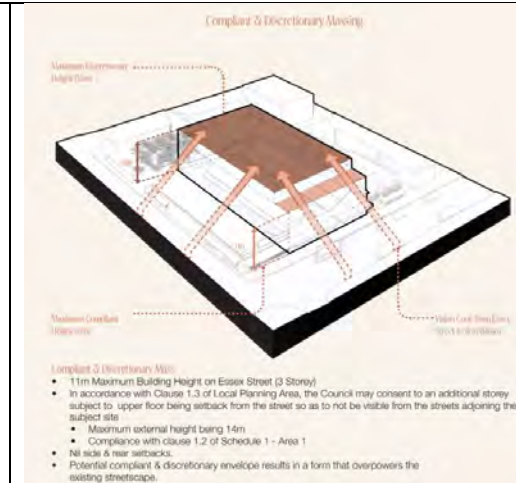 Compliant & Discretionary Massing
Maximum Discretionary
Height 14m
Maximum Compliant
Height 11m
Compliant & Discretionary Mass
• 11m Maximum Building Height on Essex Street (3 Storey)
• In accordance with Clause 1.3 of Local Planning Area, the Council may consent to an additional storey
subject to upper floor being setback from the street so as to not be visible from the streets adjoining the
subject site
• Maximum external height being 14m
• Compliance with clause 1.2 of Schedule 1 - Area 1
• Nil side & rear setbacks.
• Potential compliant & discretionary envelope results in a form that overpowers the
existing streetscape.